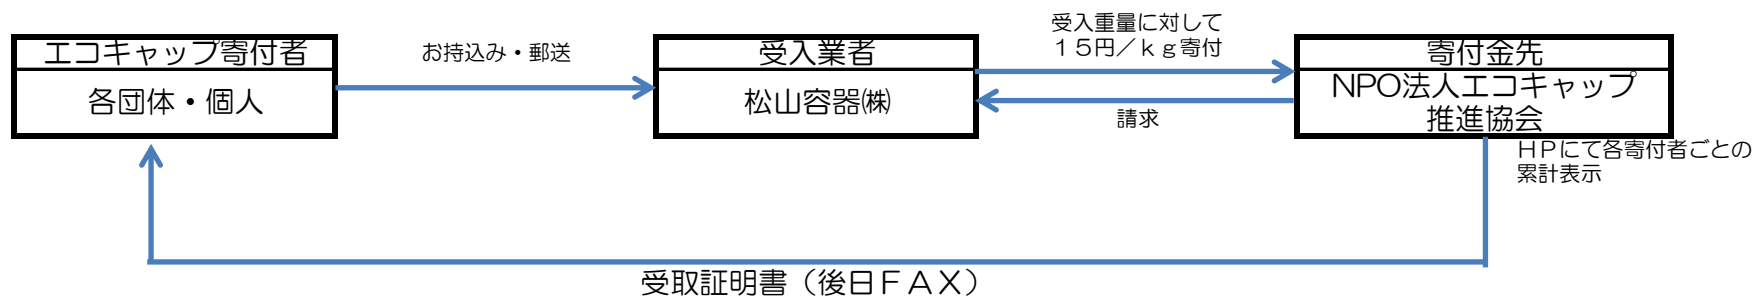 エコキャップ寄付者
各団体・個人
お持込み・郵送
受入業者
松山容器㈱
受入重量に対して
１５円／ｋｇ寄付
請求
寄付金先
NPO法人エコキャップ
推進協会
ＨＰにて各寄付者ごとの
累計表示
受取証明書（後日ＦＡＸ）